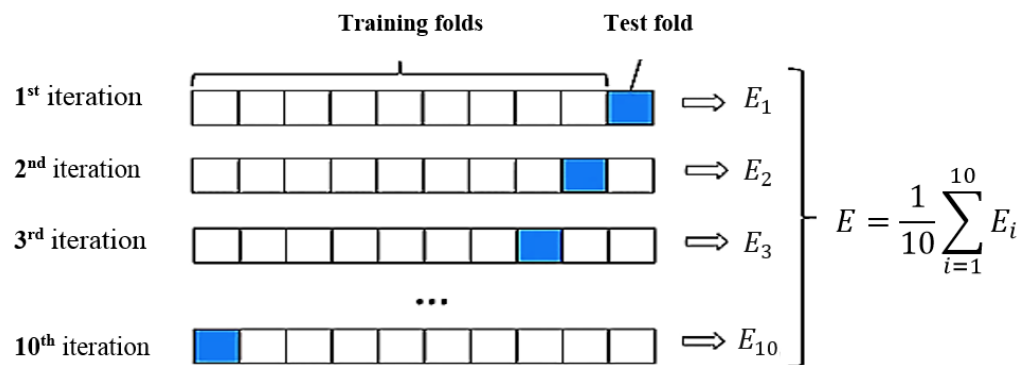 Training folds
Test fold
1st iteration
E1
2nd iteration
E2
3rd iteration
E3
...
10th iteration
E10
E = 1/10 ∑_{i=1}^{10} E_i